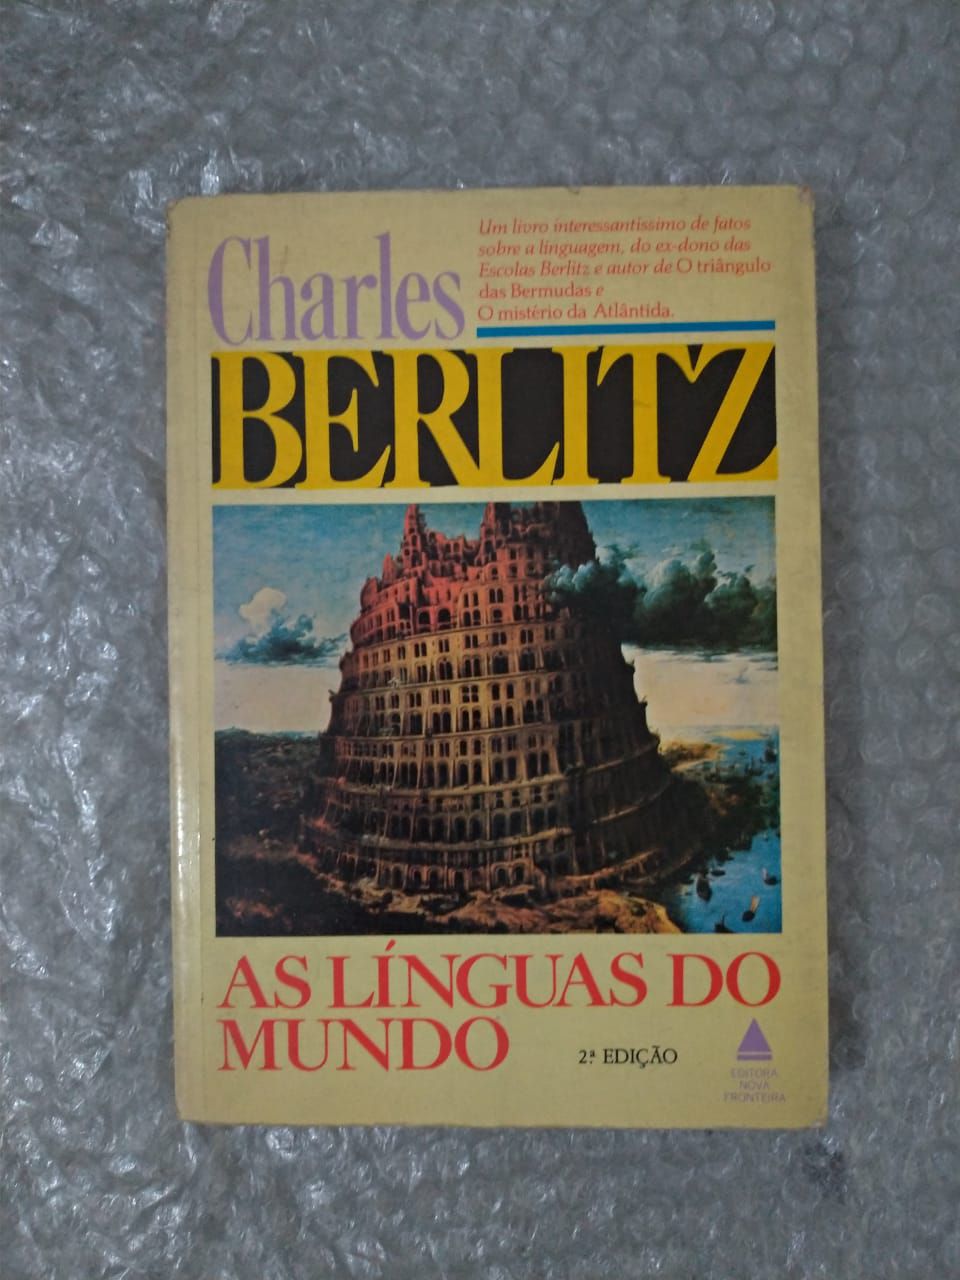 Charles
Um livro interessantíssimo de fatos
sobre a linguagem, do ex-dono das
Escolas Berlitz e autor de O triângulo
das Bermudas e
O mistério da Atlântida.
BERLITZ
AS LÍNGUAS DO
MUNDO
2ª EDIÇÃO
EDITORA
NOVA
FRONTEIRA